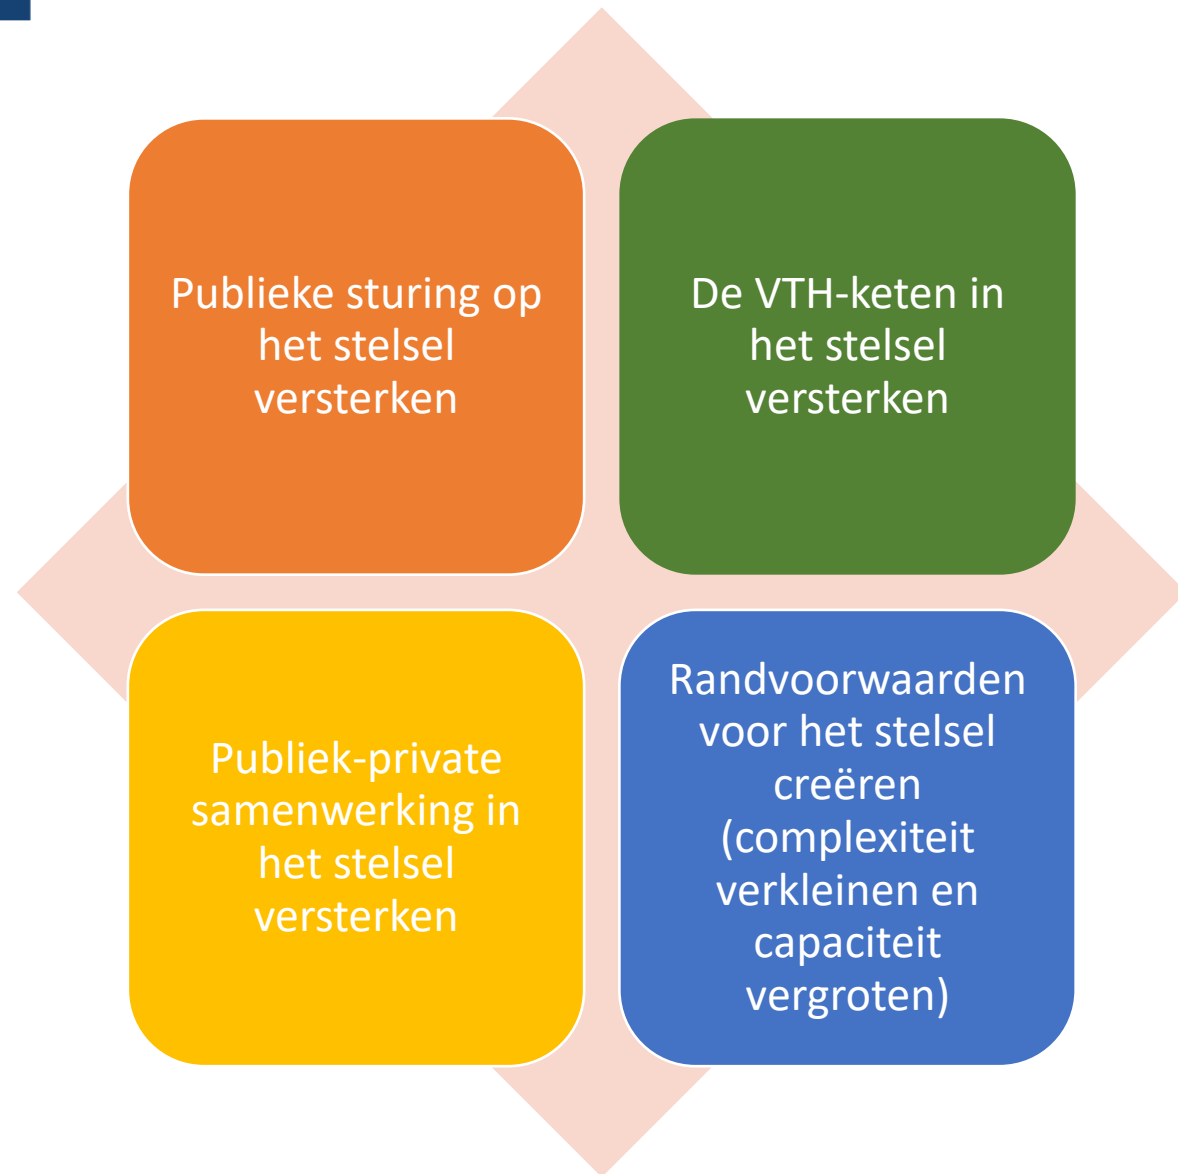 Publieke sturing op
het stelsel
versterken
De VTH-keten in
het stelsel
versterken
Publiek-private
samenwerking in
het stelsel
versterken
Randvoorwaarden
voor het stelsel
creëren
(complexiteit
verkleinen en
capaciteit
vergroten)